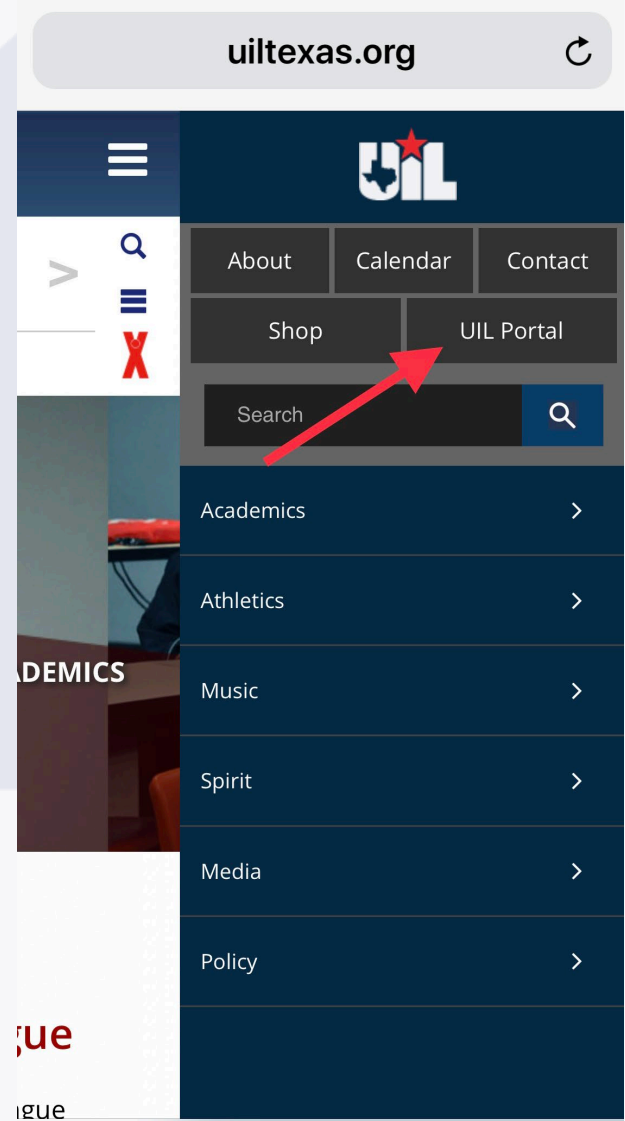 uiltexas.org
UIL
About Calendar Contact
Shop UIL Portal
Search
Academics
Athletics
ADEMICS
Music
Spirit
Media
Policy
gue
ague